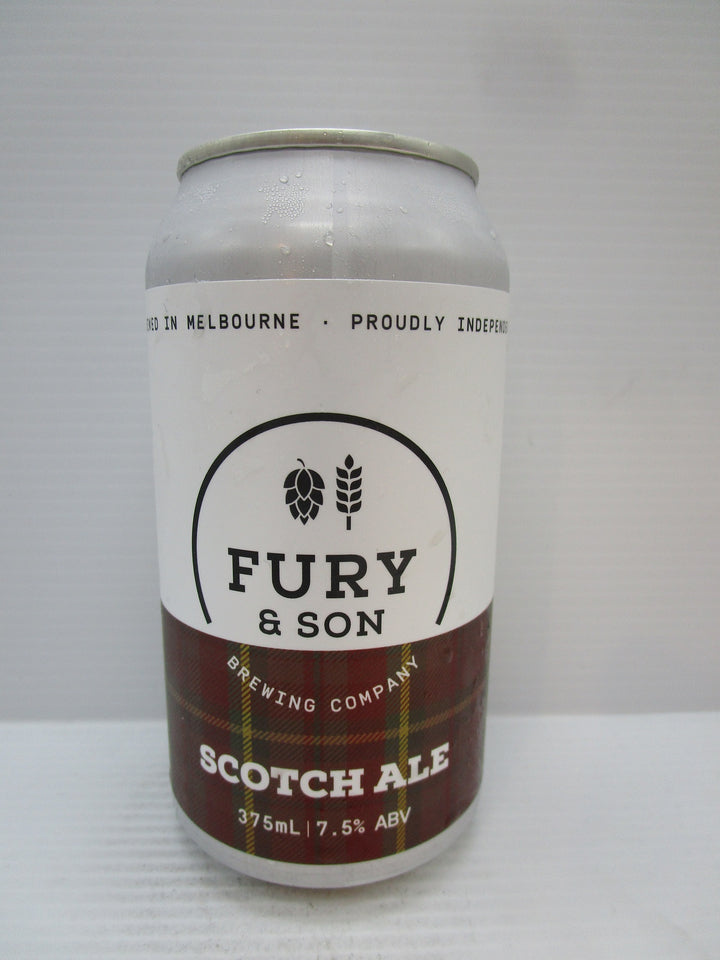 IN MELBOURNE · PROUDLY
FURY
& SON
BREWING COMPANY
SCOTCH ALE
375mL | 7.5% ABV